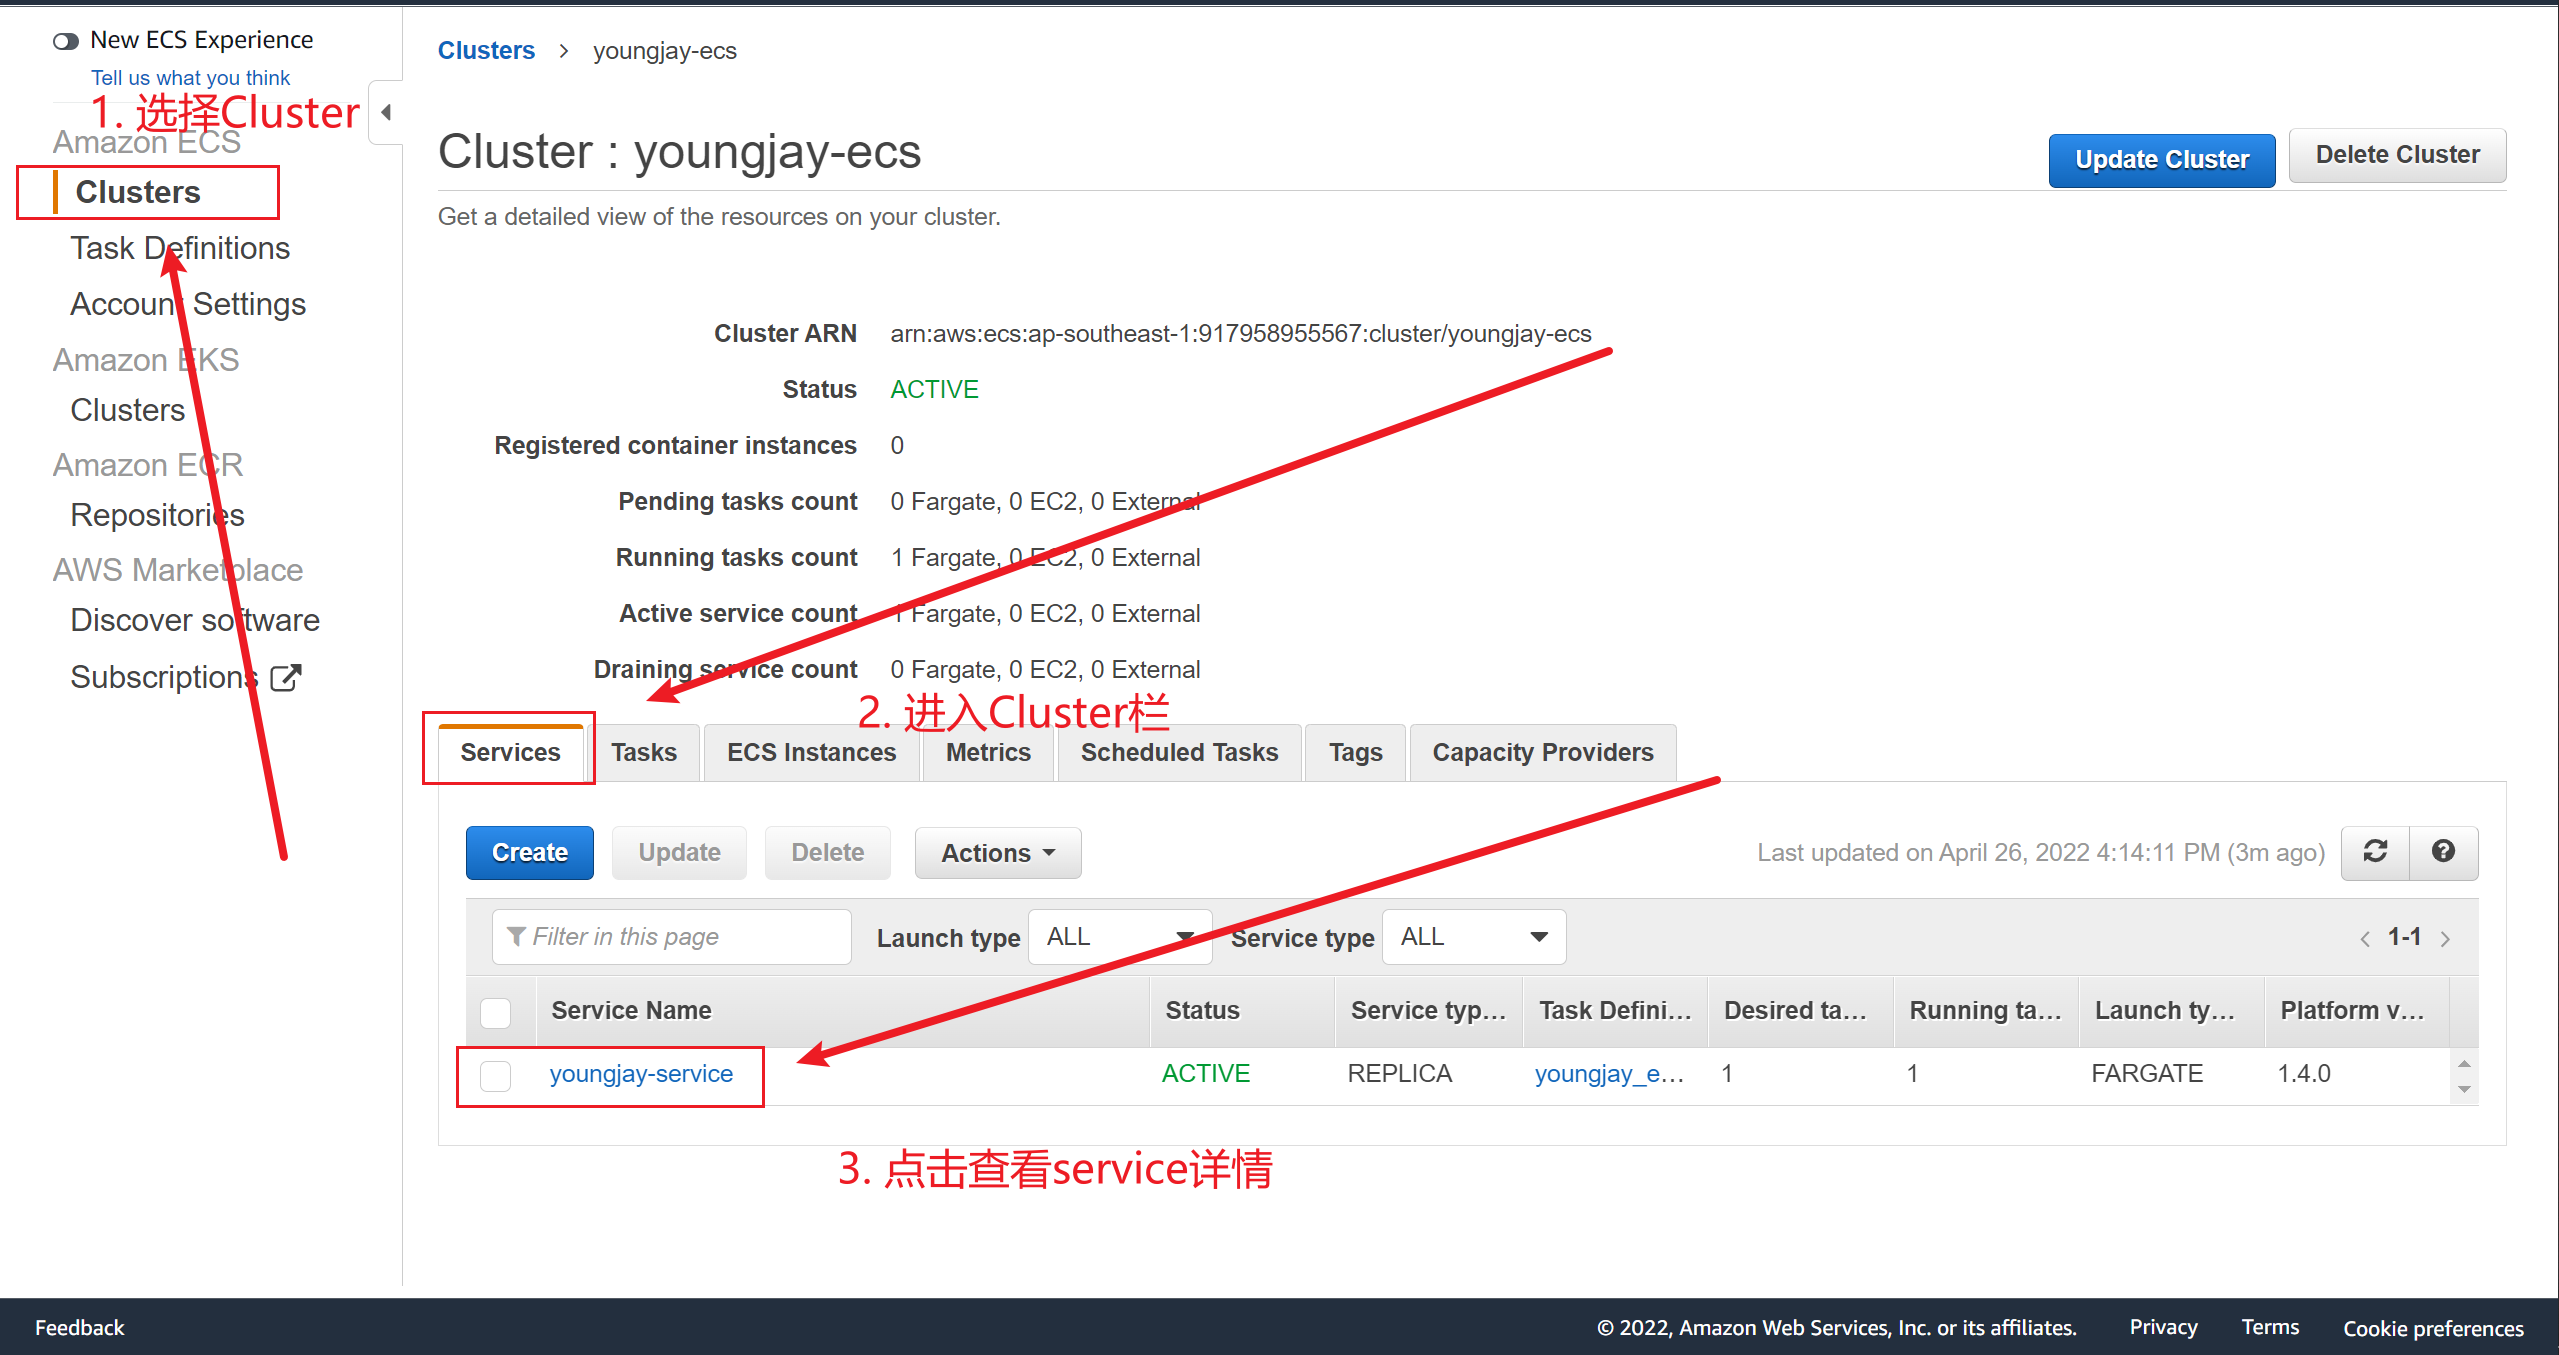 New ECS Experience
Tell us what you think
1. 选择Cluster
Amazon ECS
Clusters
Task Definitions
Account Settings
Amazon EKS
Clusters
Amazon ECR
Repositories
AWS Marketplace
Discover software
Subscriptions
Clusters > youngjay-ecs
Cluster : youngjay-ecs
Update Cluster
Delete Cluster
Get a detailed view of the resources on your cluster.
Cluster ARN arn:aws:ecs:ap-southeast-1:917958955567:cluster/youngjay-ecs
Status ACTIVE
Registered container instances 0
Pending tasks count 0 Fargate, 0 EC2, 0 External
Running tasks count 1 Fargate, 0 EC2, 0 External
Active service count 1 Fargate, 0 EC2, 0 External
Draining service count 0 Fargate, 0 EC2, 0 External
2. 进入Cluster栏
Services Tasks ECS Instances Metrics Scheduled Tasks Tags Capacity Providers
Create Update Delete Actions Last updated on April 26, 2022 4:14:11 PM (3m ago)
Filter in this page Launch type ALL Service type ALL < 1-1 >
Service Name Status Service typ... Task Defini... Desired ta... Running ta... Launch ty... Platform v...
youngjay-service ACTIVE REPLICA youngjay_e... 1 1 FARGATE 1.4.0
3. 点击查看service详情
Feedback © 2022, Amazon Web Services, Inc. or its affiliates. Privacy Terms Cookie preferences